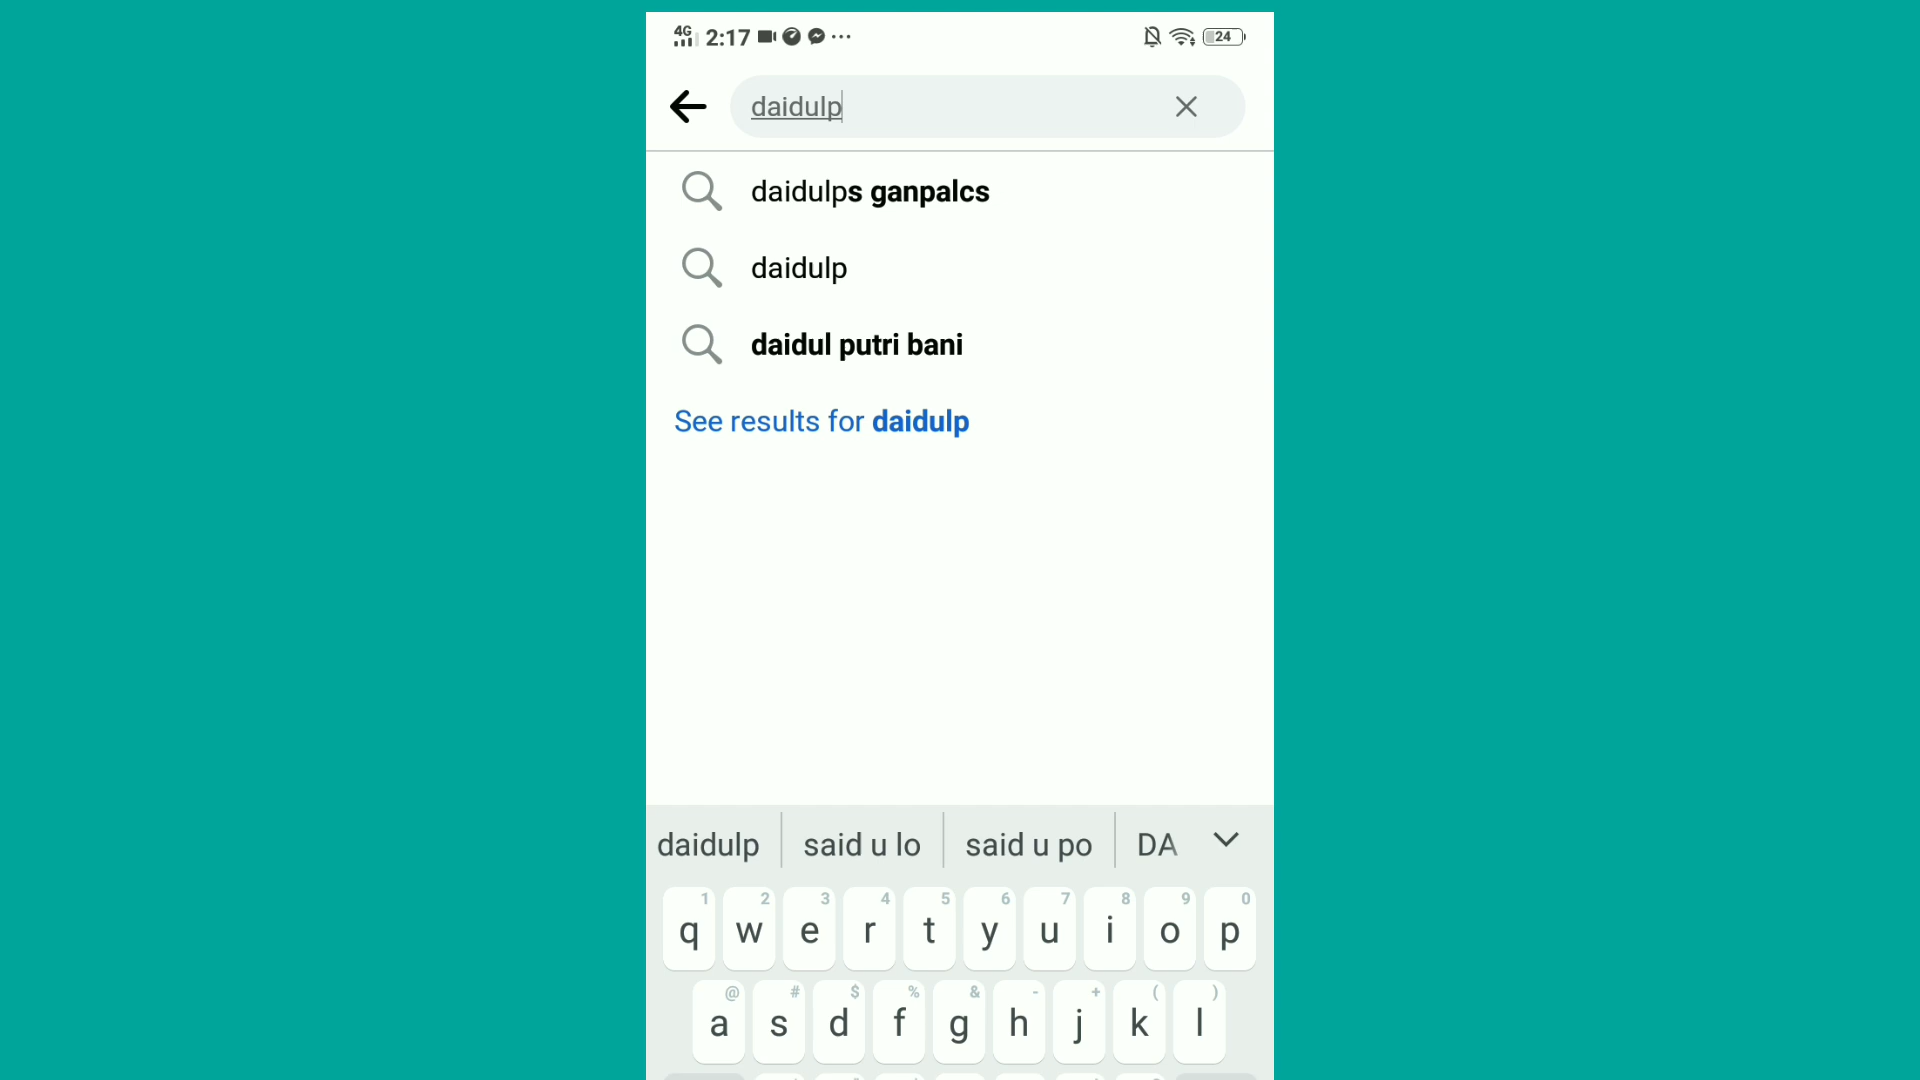 4G 2:17 24
daidulp
daidulps ganpalcs
daidulp
daidul putri bani
See results for daidulp
daidulp said u lo said u po DA
1 2 3 4 5 6 7 8 9 0
q w e r t y u i o p
@ # $ % & - + ( )
a s d f g h j k l